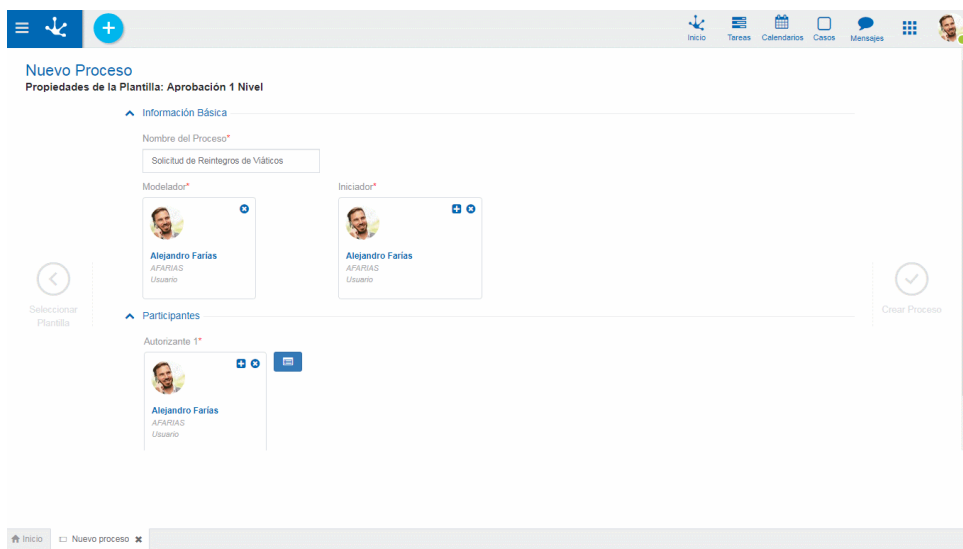 Inicio
Tareas
Calendarios
Casos
Mensajes
Nuevo Proceso
Propiedades de la Plantilla: Aprobación 1 Nivel
Información Básica
Nombre del Proceso*
Solicitud de Reintegros de Viáticos
Modelador*
Iniciador*
Alejandro Farías
AFARIAS
Usuario
Alejandro Farías
AFARIAS
Usuario
Seleccionar
Plantilla
Crear Proceso
Participantes
Autorizante 1*
Alejandro Farías
AFARIAS
Usuario
Inicio
Nuevo proceso